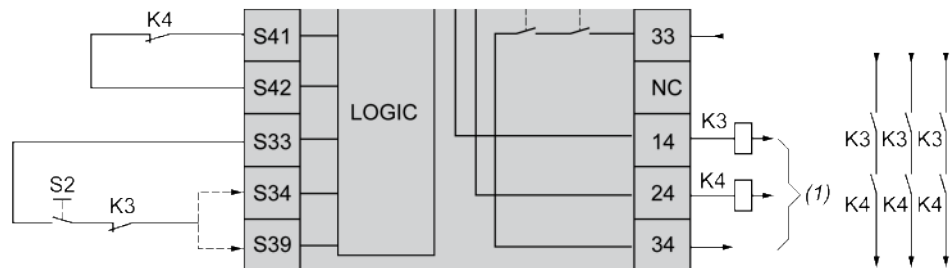 K4
S41
S42
S33
S34
S39
S2
K3
LOGIC
33
NC
14
24
34
K3
K4
(1)
K3 K3 K3
K4 K4 K4